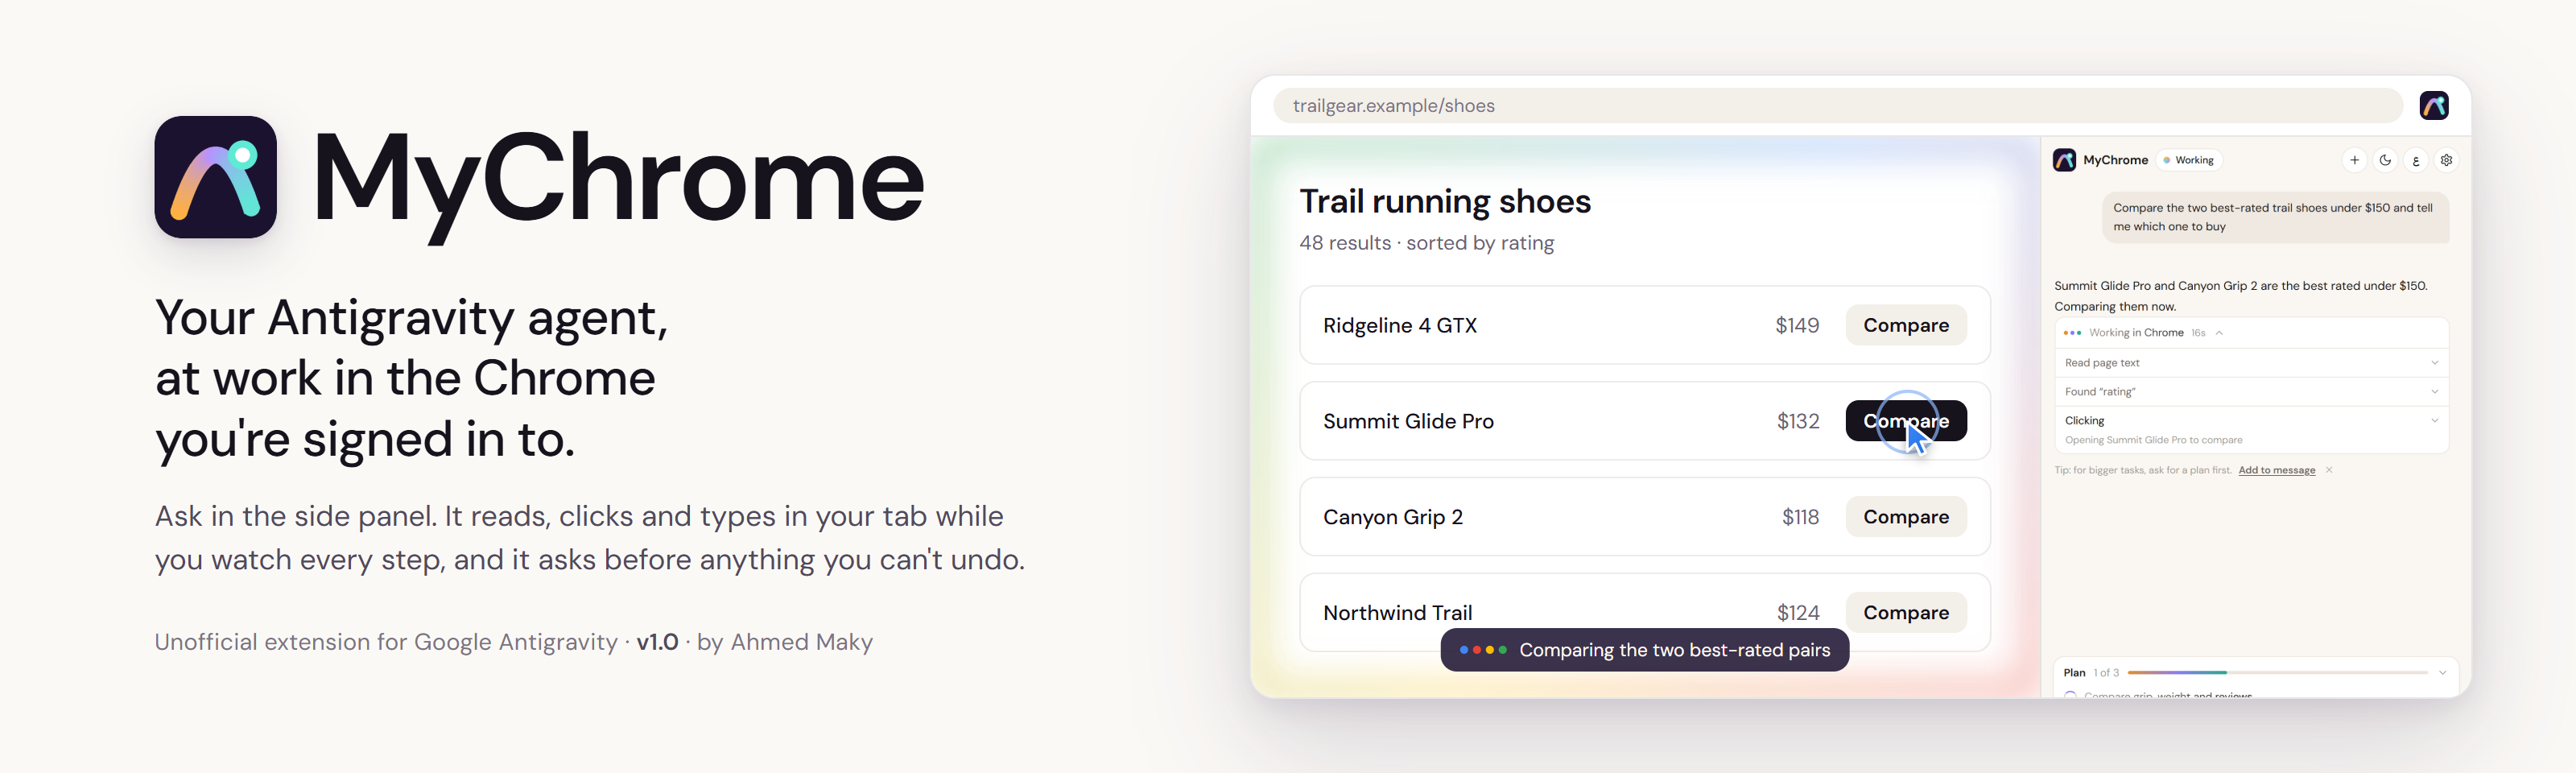 MyChrome
Your Antigravity agent,
at work in the Chrome
you're signed in to.
Ask in the side panel. It reads, clicks and types in your tab while
you watch every step, and it asks before anything you can't undo.
Unofficial extension for Google Antigravity · v1.0 · by Ahmed Maky
trailgear.example/shoes
Trail running shoes
48 results · sorted by rating
Ridgeline 4 GTX $149 Compare
Summit Glide Pro $132 Compare
Canyon Grip 2 $118 Compare
Northwind Trail $124 Compare
Comparing the two best-rated pairs
MyChrome Working ع
Compare the two best-rated trail shoes under $150 and tell
me which one to buy
Summit Glide Pro and Canyon Grip 2 are the best rated under $150.
Comparing them now.
Working in Chrome 16s
Read page text
Found “rating”
Clicking
Opening Summit Glide Pro to compare
Tip: for bigger tasks, ask for a plan first. Add to message
Plan 1 of 3
Compare grip, weight and reviews